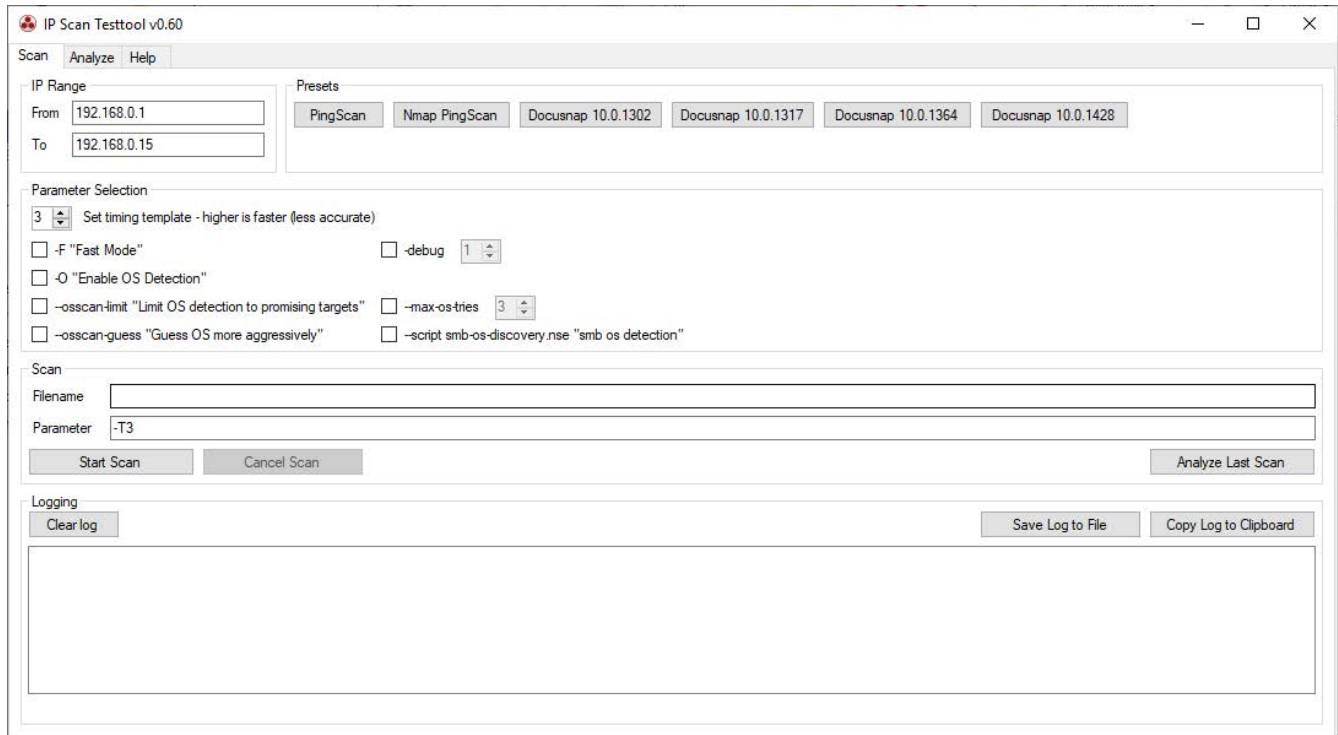 IP Scan Testtool v0.60
Scan Analyze Help
IP Range
From 192.168.0.1
To 192.168.0.15
Presets
PingScan Nmap PingScan Docusnap 10.0.1302 Docusnap 10.0.1317 Docusnap 10.0.1364 Docusnap 10.0.1428
Parameter Selection
3 Set timing template - higher is faster (less accurate)
-F "Fast Mode" -debug 1
-O "Enable OS Detection"
--osscan-limit "Limit OS detection to promising targets" --max-os-tries 3
--osscan-guess "Guess OS more aggressively" --script smb-os-discovery.nse "smb os detection"
Scan
Filename
Parameter -T3
Start Scan Cancel Scan Analyze Last Scan
Logging
Clear log Save Log to File Copy Log to Clipboard